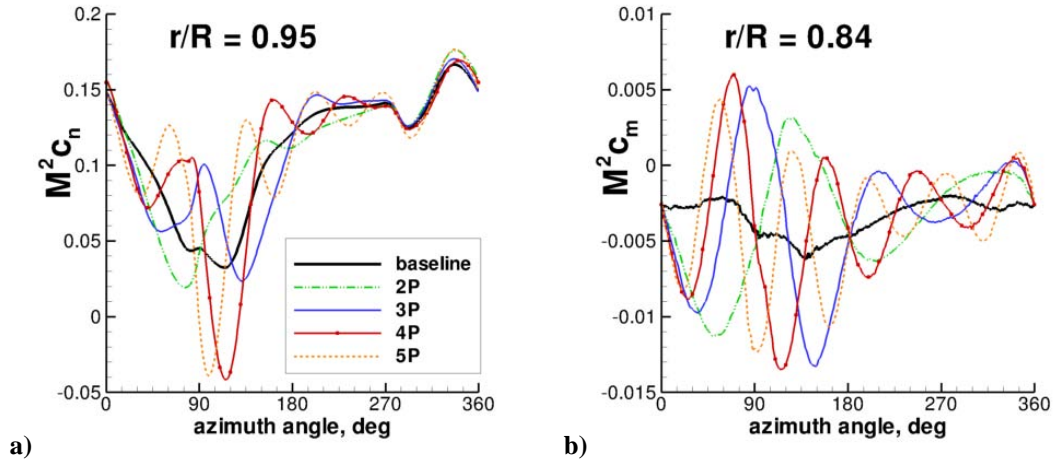 r/R = 0.95
M²cₙ
0.2
0.15
0.1
0.05
0
-0.05
0 90 180 270 360
azimuth angle, deg
baseline
2P
3P
4P
5P
a)
r/R = 0.84
M²cₘ
0.01
0.005
0
-0.005
-0.01
-0.015
0 90 180 270 360
azimuth angle, deg
b)